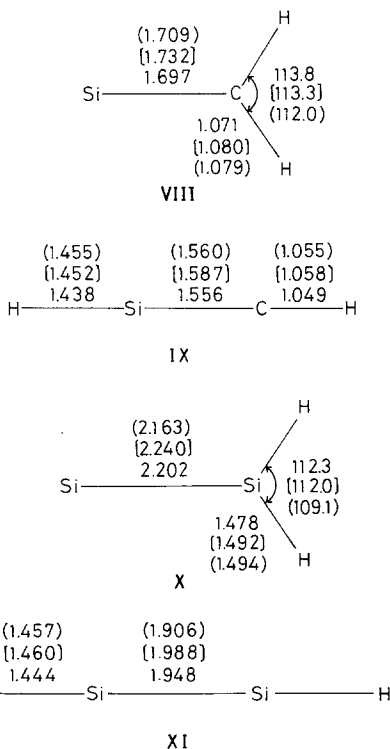 H
(1.709)
[1.732]
1.697
113.8
[113.3]
(112.0)
Si C
1.071
[1.080]
(1.079)
H
VIII
(1.455) (1.560) (1.055)
[1.452] [1.587] [1.058]
1.438 1.556 1.049
H Si C H
IX
H
(2.163)
[2.240]
2.202
112.3
[112.0]
(109.1)
Si Si
1.478
[1.492]
(1.494)
H
X
(1.457) (1.906)
[1.460] [1.988]
1.444 1.948
Si Si H
XI